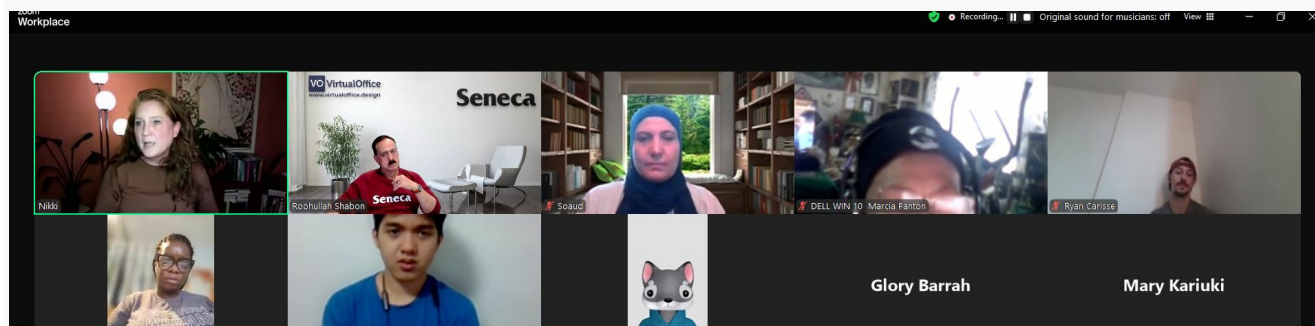 zoom
Workplace
Recording...
Original sound for musicians: off
View
VO VirtualOffice
www.virtualoffice.design
Seneca
Seneca
Nikki
Roohullah Shabon
Soaud
DELL WIN 10 Marcia Panton
Ryan Carisse
Glory Barrah
Mary Kariuki